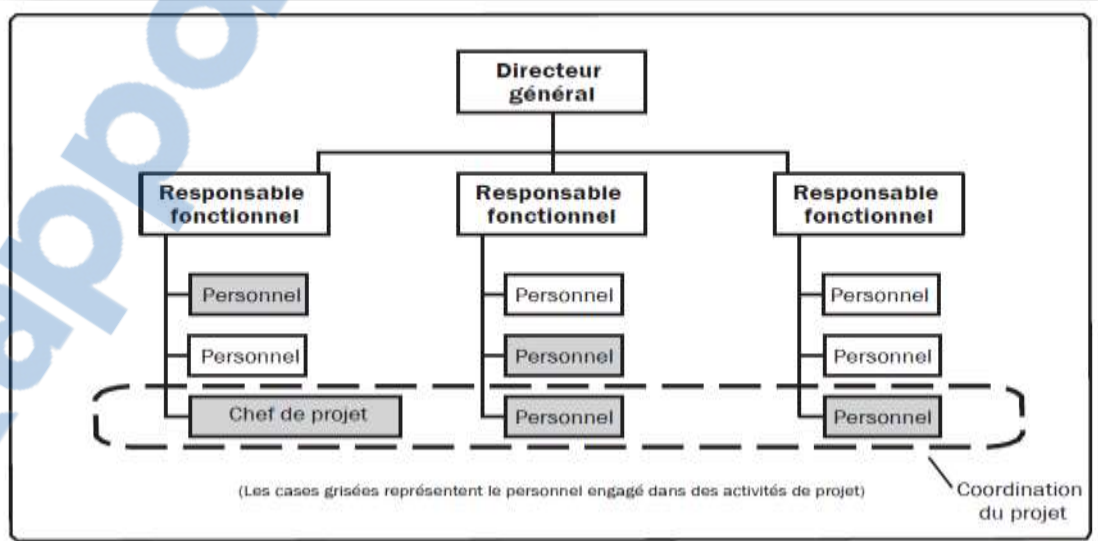 Directeur
général
Responsable
fonctionnel
Responsable
fonctionnel
Responsable
fonctionnel
Personnel
Personnel
Personnel
Personnel
Personnel
Personnel
Chef de projet
Personnel
Personnel
(Les cases grisées représentent le personnel engagé dans des activités de projet)
Coordination
du projet